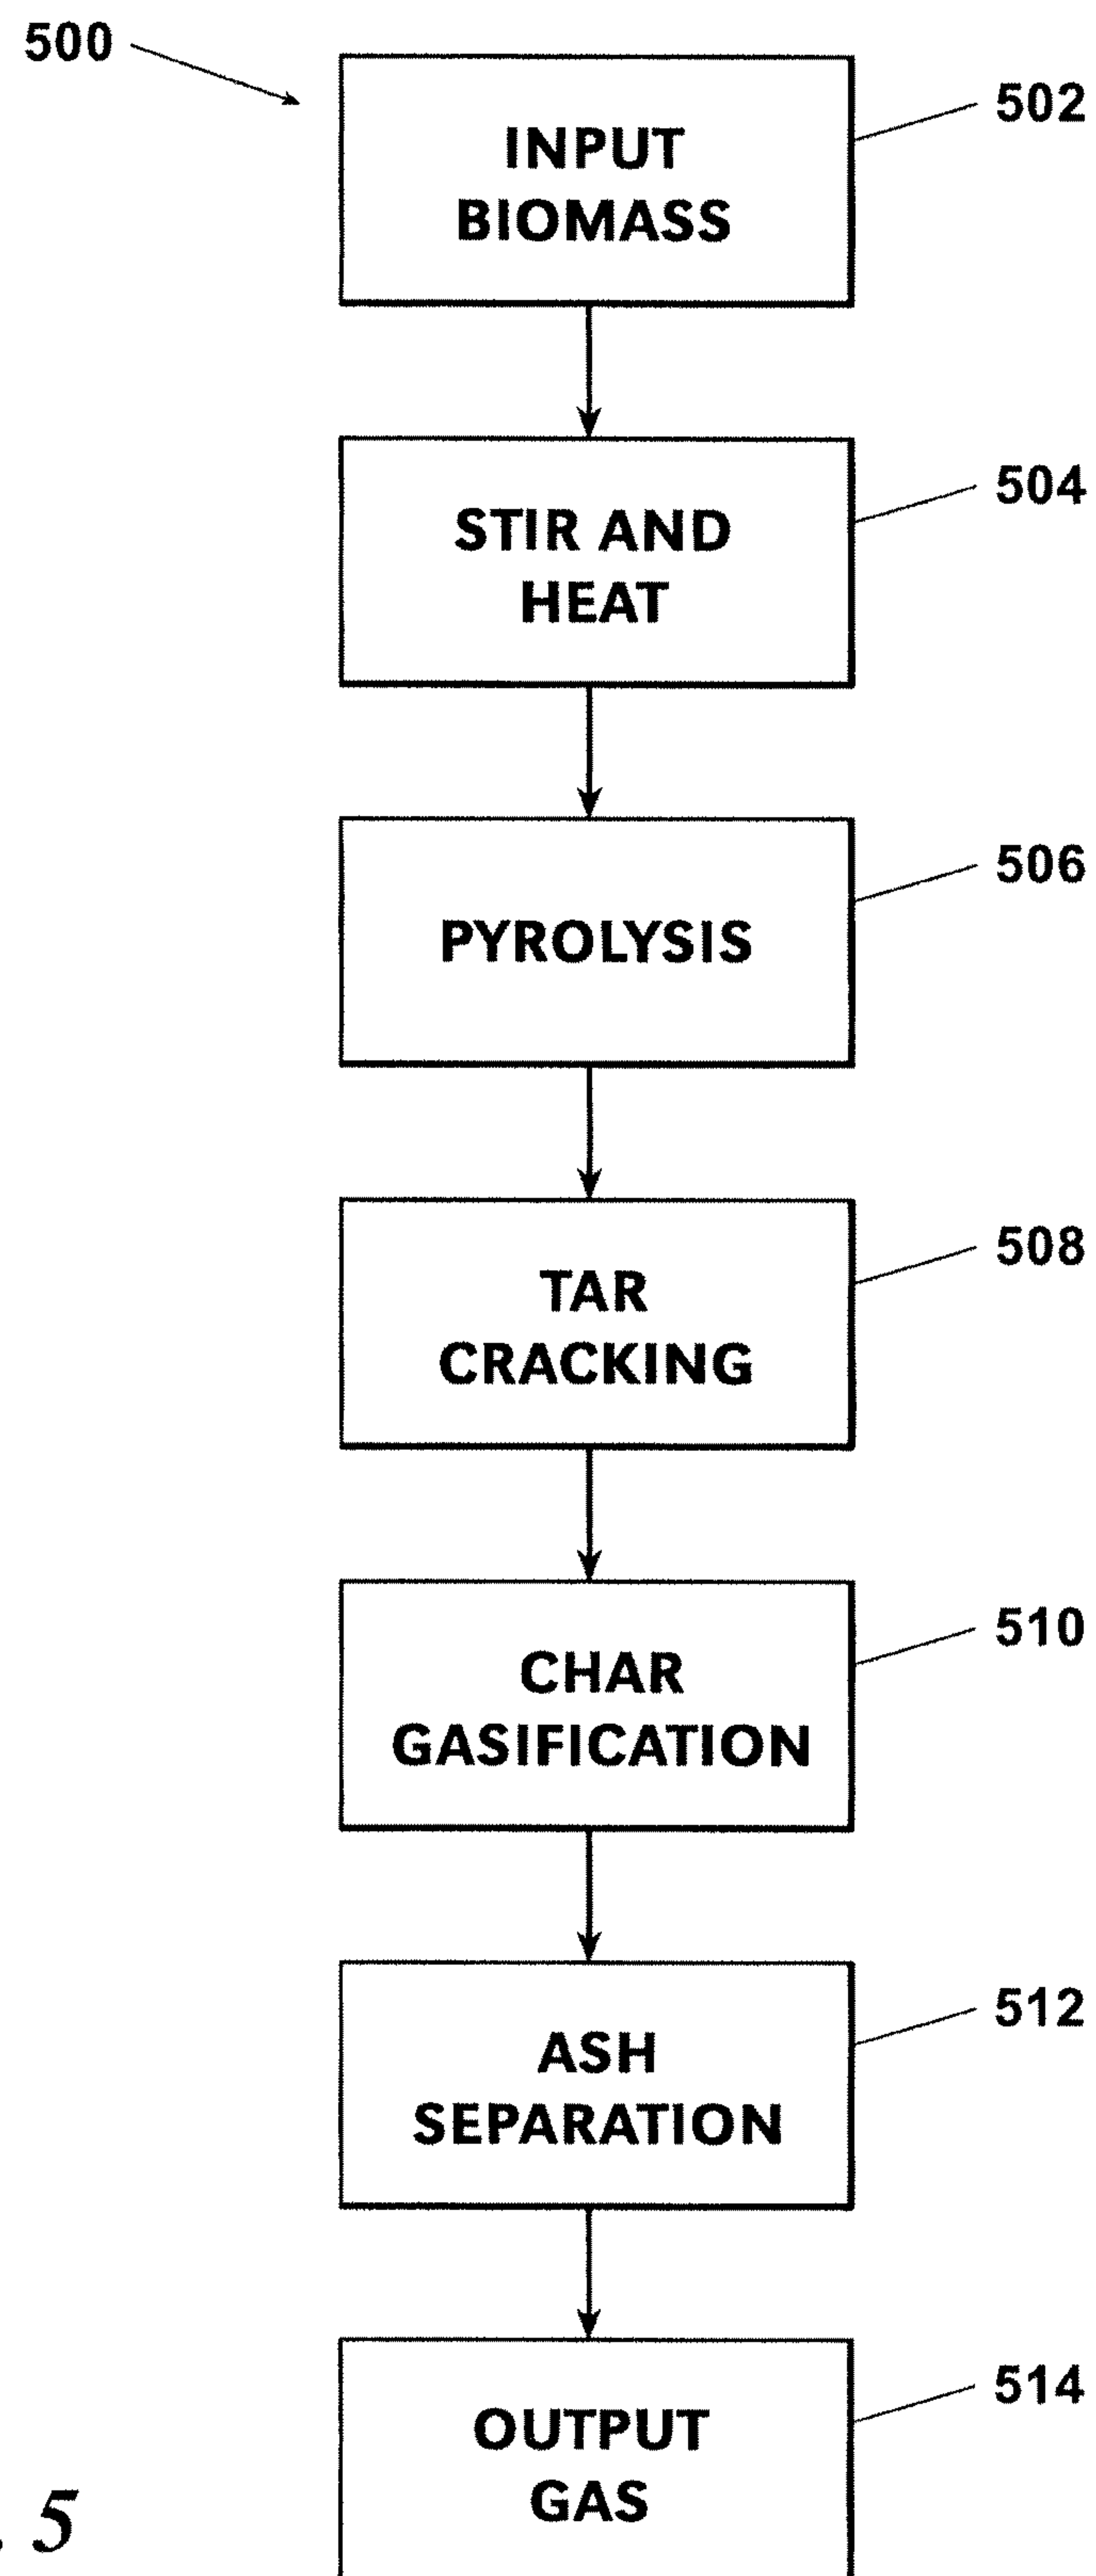 500
502
INPUT
BIOMASS
504
STIR AND
HEAT
506
PYROLYSIS
508
TAR
CRACKING
510
CHAR
GASIFICATION
512
ASH
SEPARATION
514
OUTPUT
GAS
. 5